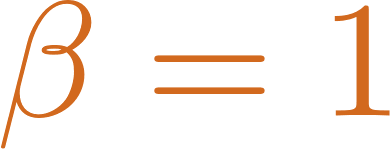 β = 1